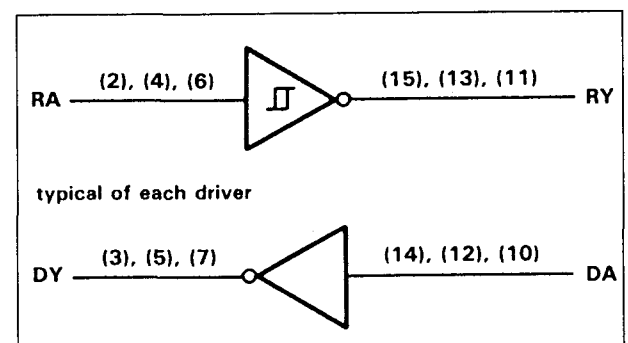 (2), (4), (6) (15), (13), (11)
RA RY
typical of each driver
(3), (5), (7) (14), (12), (10)
DY DA